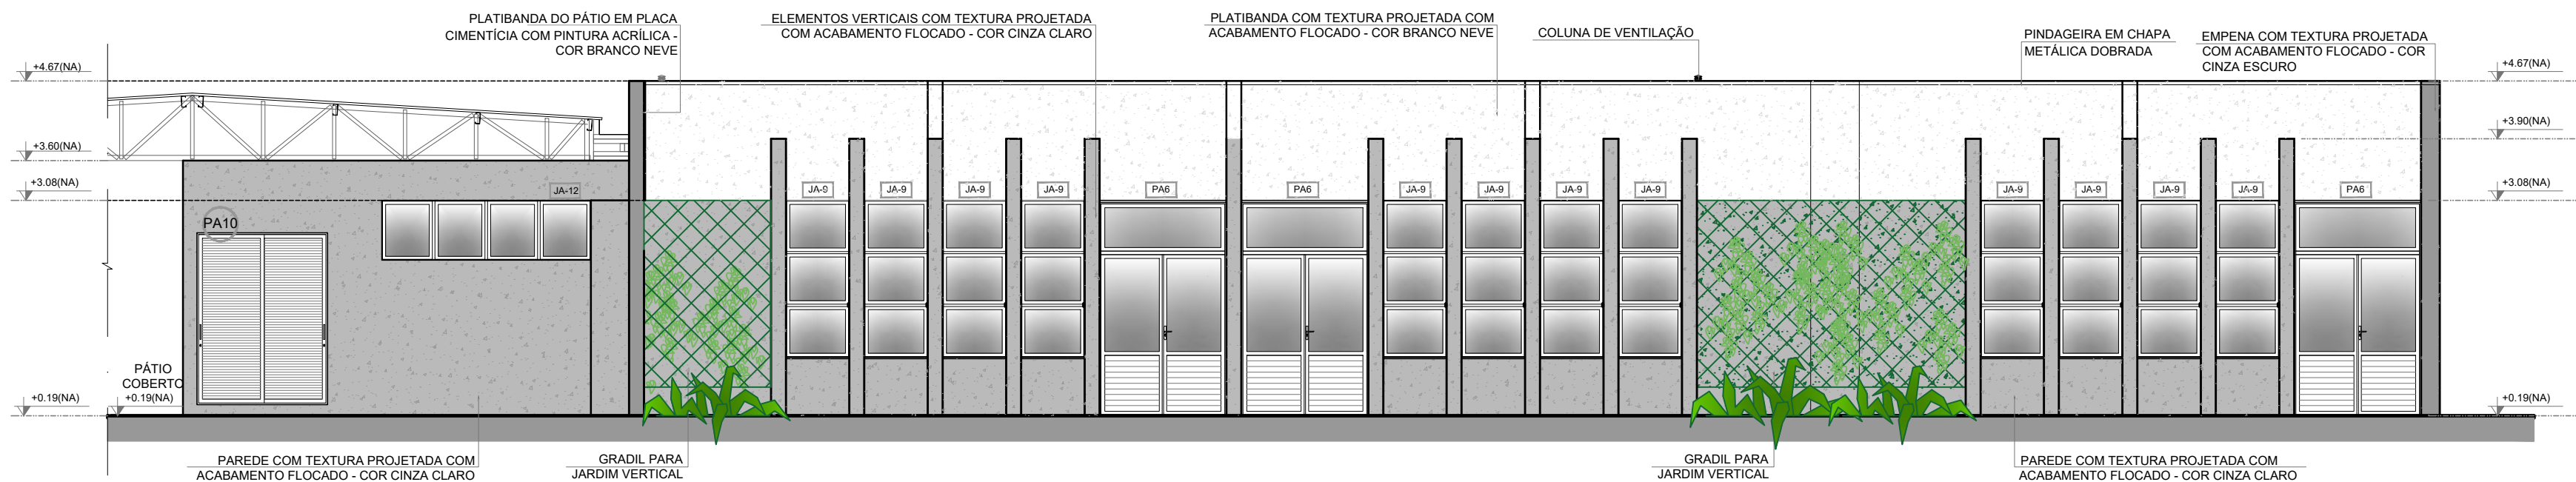 PLATIBANDA DO PÁTIO EM PLACA
CIMENTÍCIA COM PINTURA ACRÍLICA -
COR BRANCO NEVE
ELEMENTOS VERTICAIS COM TEXTURA PROJETADA
COM ACABAMENTO FLOCADO - COR CINZA CLARO
PLATIBANDA COM TEXTURA PROJETADA COM
ACABAMENTO FLOCADO - COR BRANCO NEVE
COLUNA DE VENTILAÇÃO
PINDAGEIRA EM CHAPA
METÁLICA DOBRADA
EMPENA COM TEXTURA PROJETADA
COM ACABAMENTO FLOCADO - COR
CINZA ESCURO
+4.67(NA)
+4.67(NA)
+3.90(NA)
+3.60(NA)
+3.08(NA)
+3.08(NA)
JA-12
JA-9
JA-9
JA-9
JA-9
PA6
PA6
JA-9
JA-9
JA-9
JA-9
JA-9
JA-9
JA-9
JA-9
PA6
PA10
PÁTIO
COBERTO
+0.19(NA)
+0.19(NA)
+0.19(NA)
PAREDE COM TEXTURA PROJETADA COM
ACABAMENTO FLOCADO - COR CINZA CLARO
GRADIL PARA
JARDIM VERTICAL
GRADIL PARA
JARDIM VERTICAL
PAREDE COM TEXTURA PROJETADA COM
ACABAMENTO FLOCADO - COR CINZA CLARO